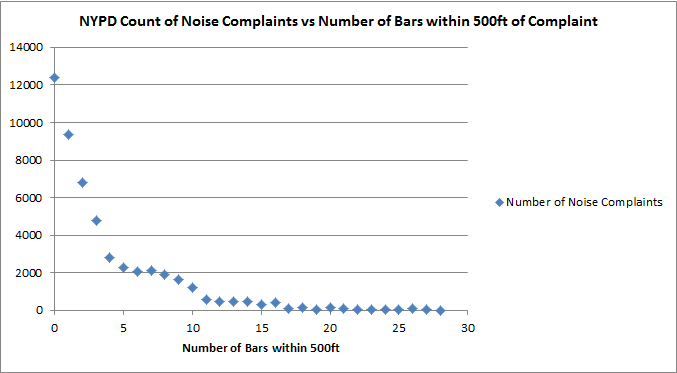 NYPD Count of Noise Complaints vs Number of Bars within 500ft of Complaint
14000
12000
10000
8000
6000
4000
2000
0
0 5 10 15 20 25 30
Number of Bars within 500ft
Number of Noise Complaints